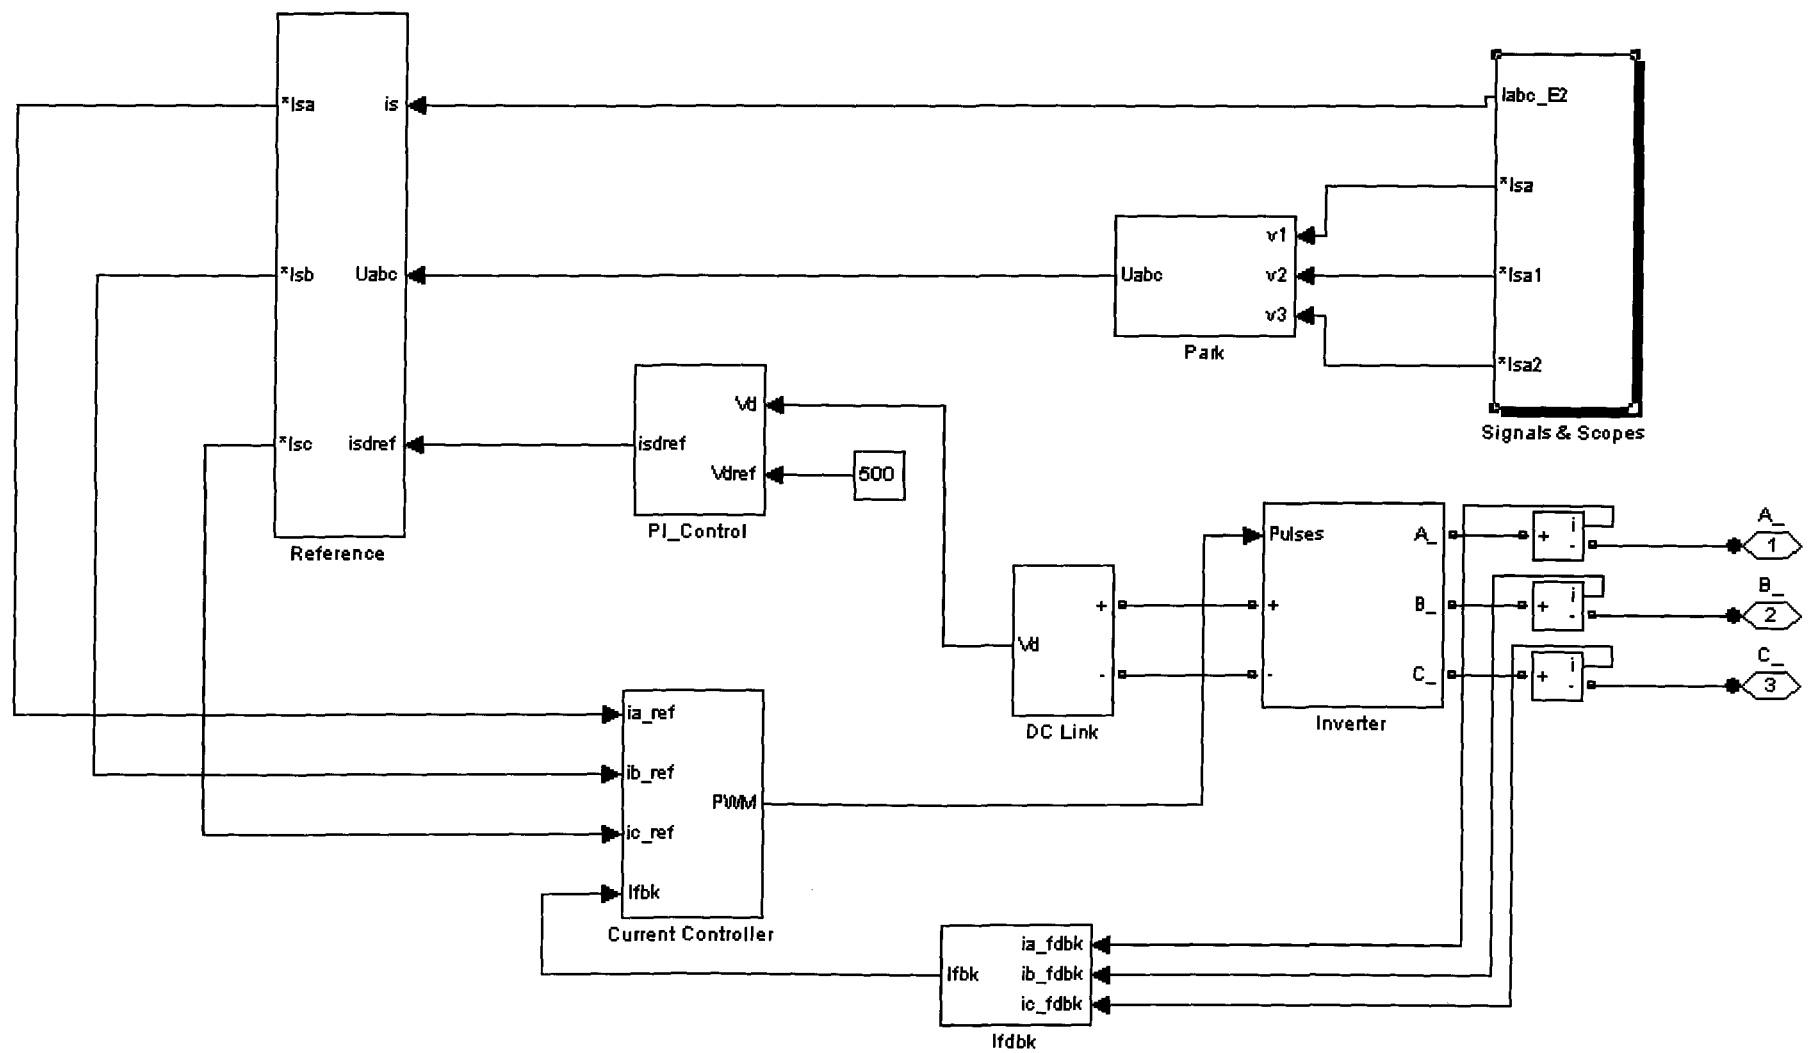 *Isa
is
*Isb
Uabc
*Isc
isdref
Reference
Iabc_E2
*Isa
*Isa1
*Isa2
Signals & Scopes
v1
Uabc
v2
v3
Park
Vd
isdref
Vdref
PI_Control
500
Vd
+
-
DC Link
Pulses
A_
+
B_
-
C_
Inverter
i
+
-
A_
1
i
+
-
B_
2
i
+
-
C_
3
ia_ref
ib_ref
PWM
ic_ref
Ifbk
Current Controller
ia_fdbk
Ifbk
ib_fdbk
ic_fdbk
Ifdbk